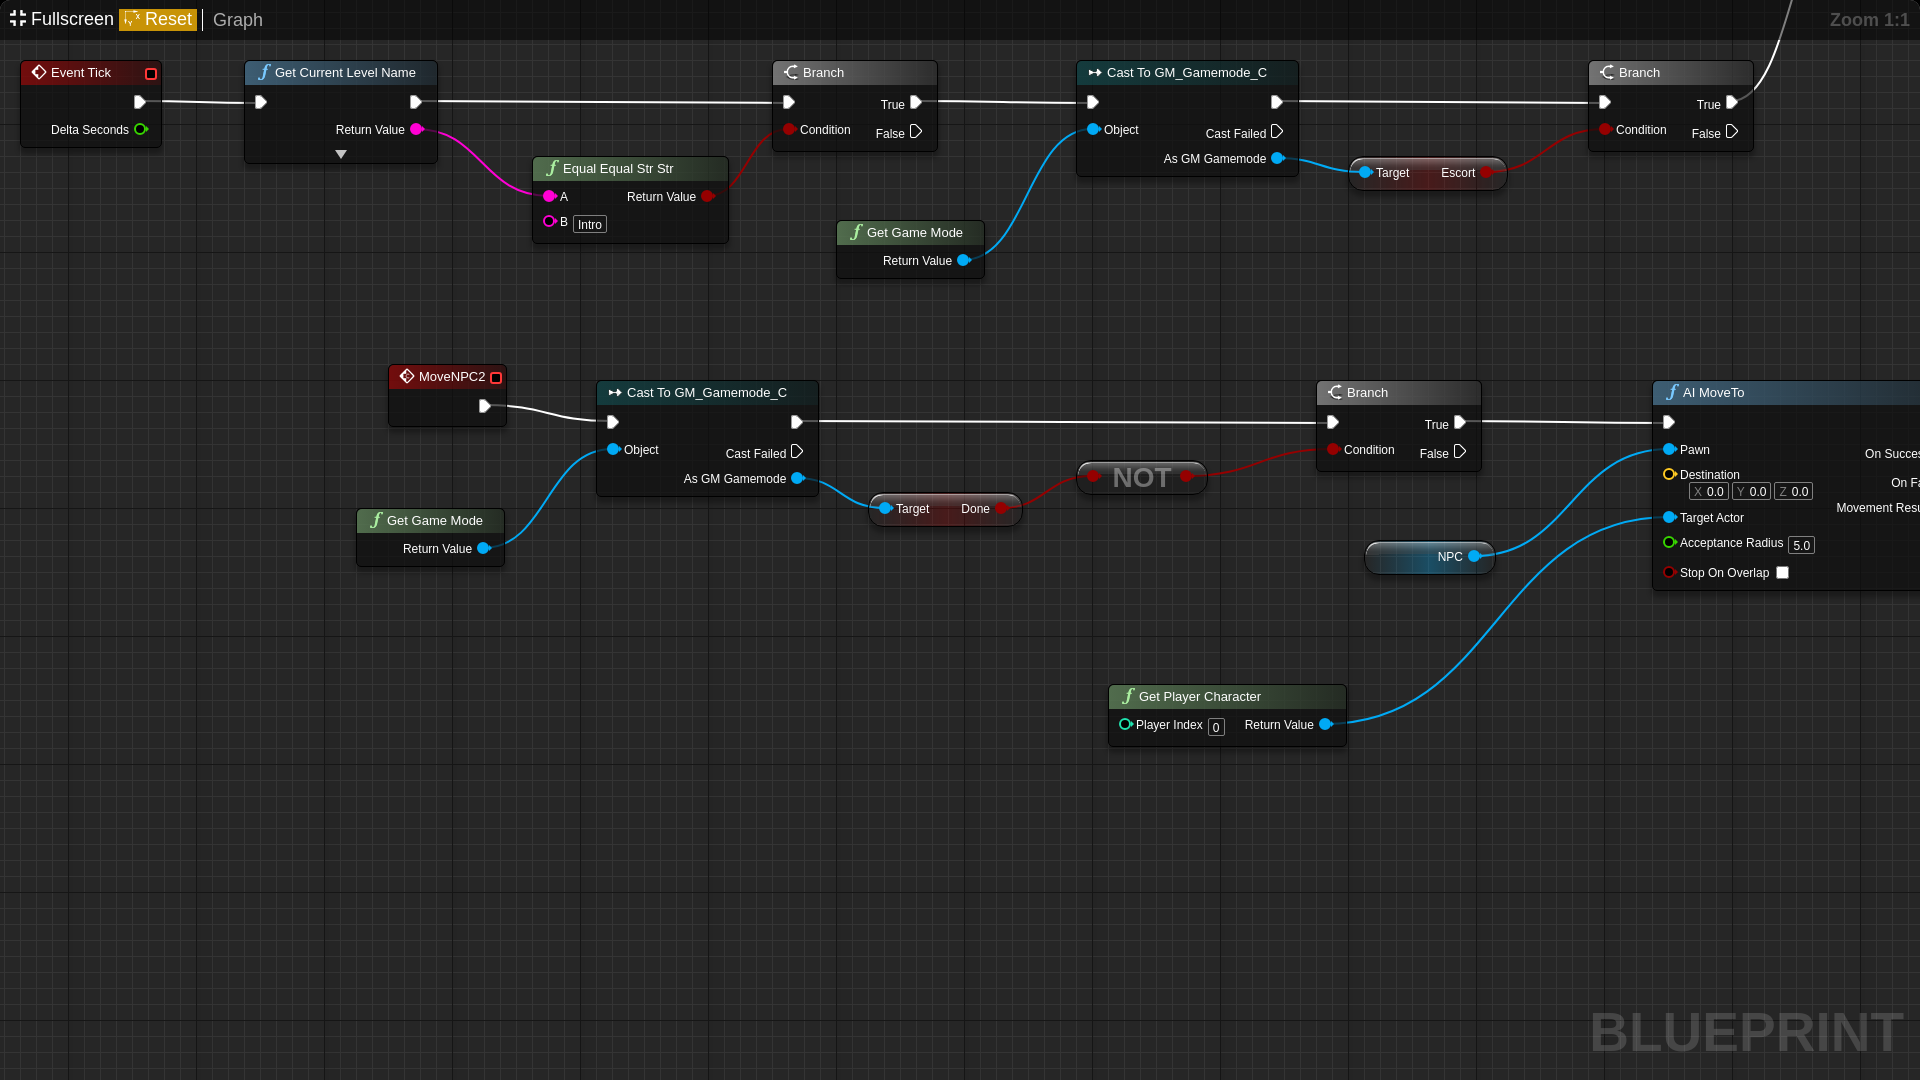 Fullscreen Reset Graph Zoom 1:1
Event Tick
Delta Seconds
Get Current Level Name
Return Value
Equal Equal Str Str
A Return Value
B Intro
Branch
True
Condition
False
Get Game Mode
Return Value
Cast To GM_Gamemode_C
Object
Cast Failed
As GM Gamemode
Target Escort
Branch
True
Condition
False
MoveNPC2
Get Game Mode
Return Value
Cast To GM_Gamemode_C
Object
Cast Failed
As GM Gamemode
Target Done
NOT
Branch
True
Condition
False
NPC
Get Player Character
Player Index 0 Return Value
AI MoveTo
Pawn
On Succes
Destination
X 0.0 Y 0.0 Z 0.0
On Fa
Movement Resu
Target Actor
Acceptance Radius 5.0
Stop On Overlap
BLUEPRINT